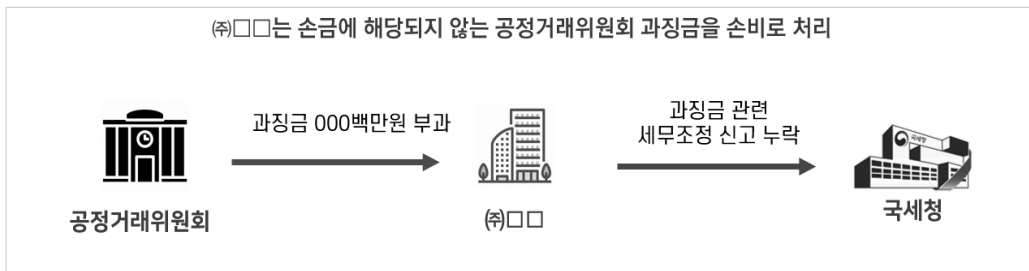 ㈜□□는 손금에 해당되지 않는 공정거래위원회 과징금을 손비로 처리
과징금 000백만원 부과
과징금 관련
세무조정 신고 누락
국세청
공정거래위원회
㈜□□
국세청